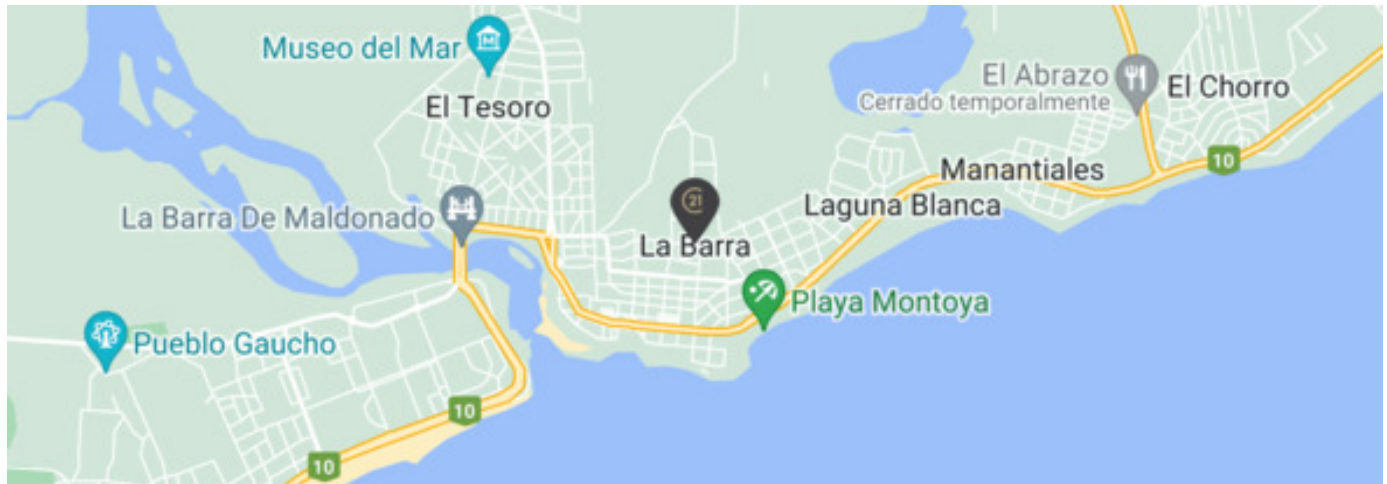 Museo del Mar
El Tesoro
El Abrazo
Cerrado temporalmente
El Chorro
10
Manantiales
21
La Barra De Maldonado
Laguna Blanca
La Barra
Playa Montoya
Pueblo Gaucho
10
10